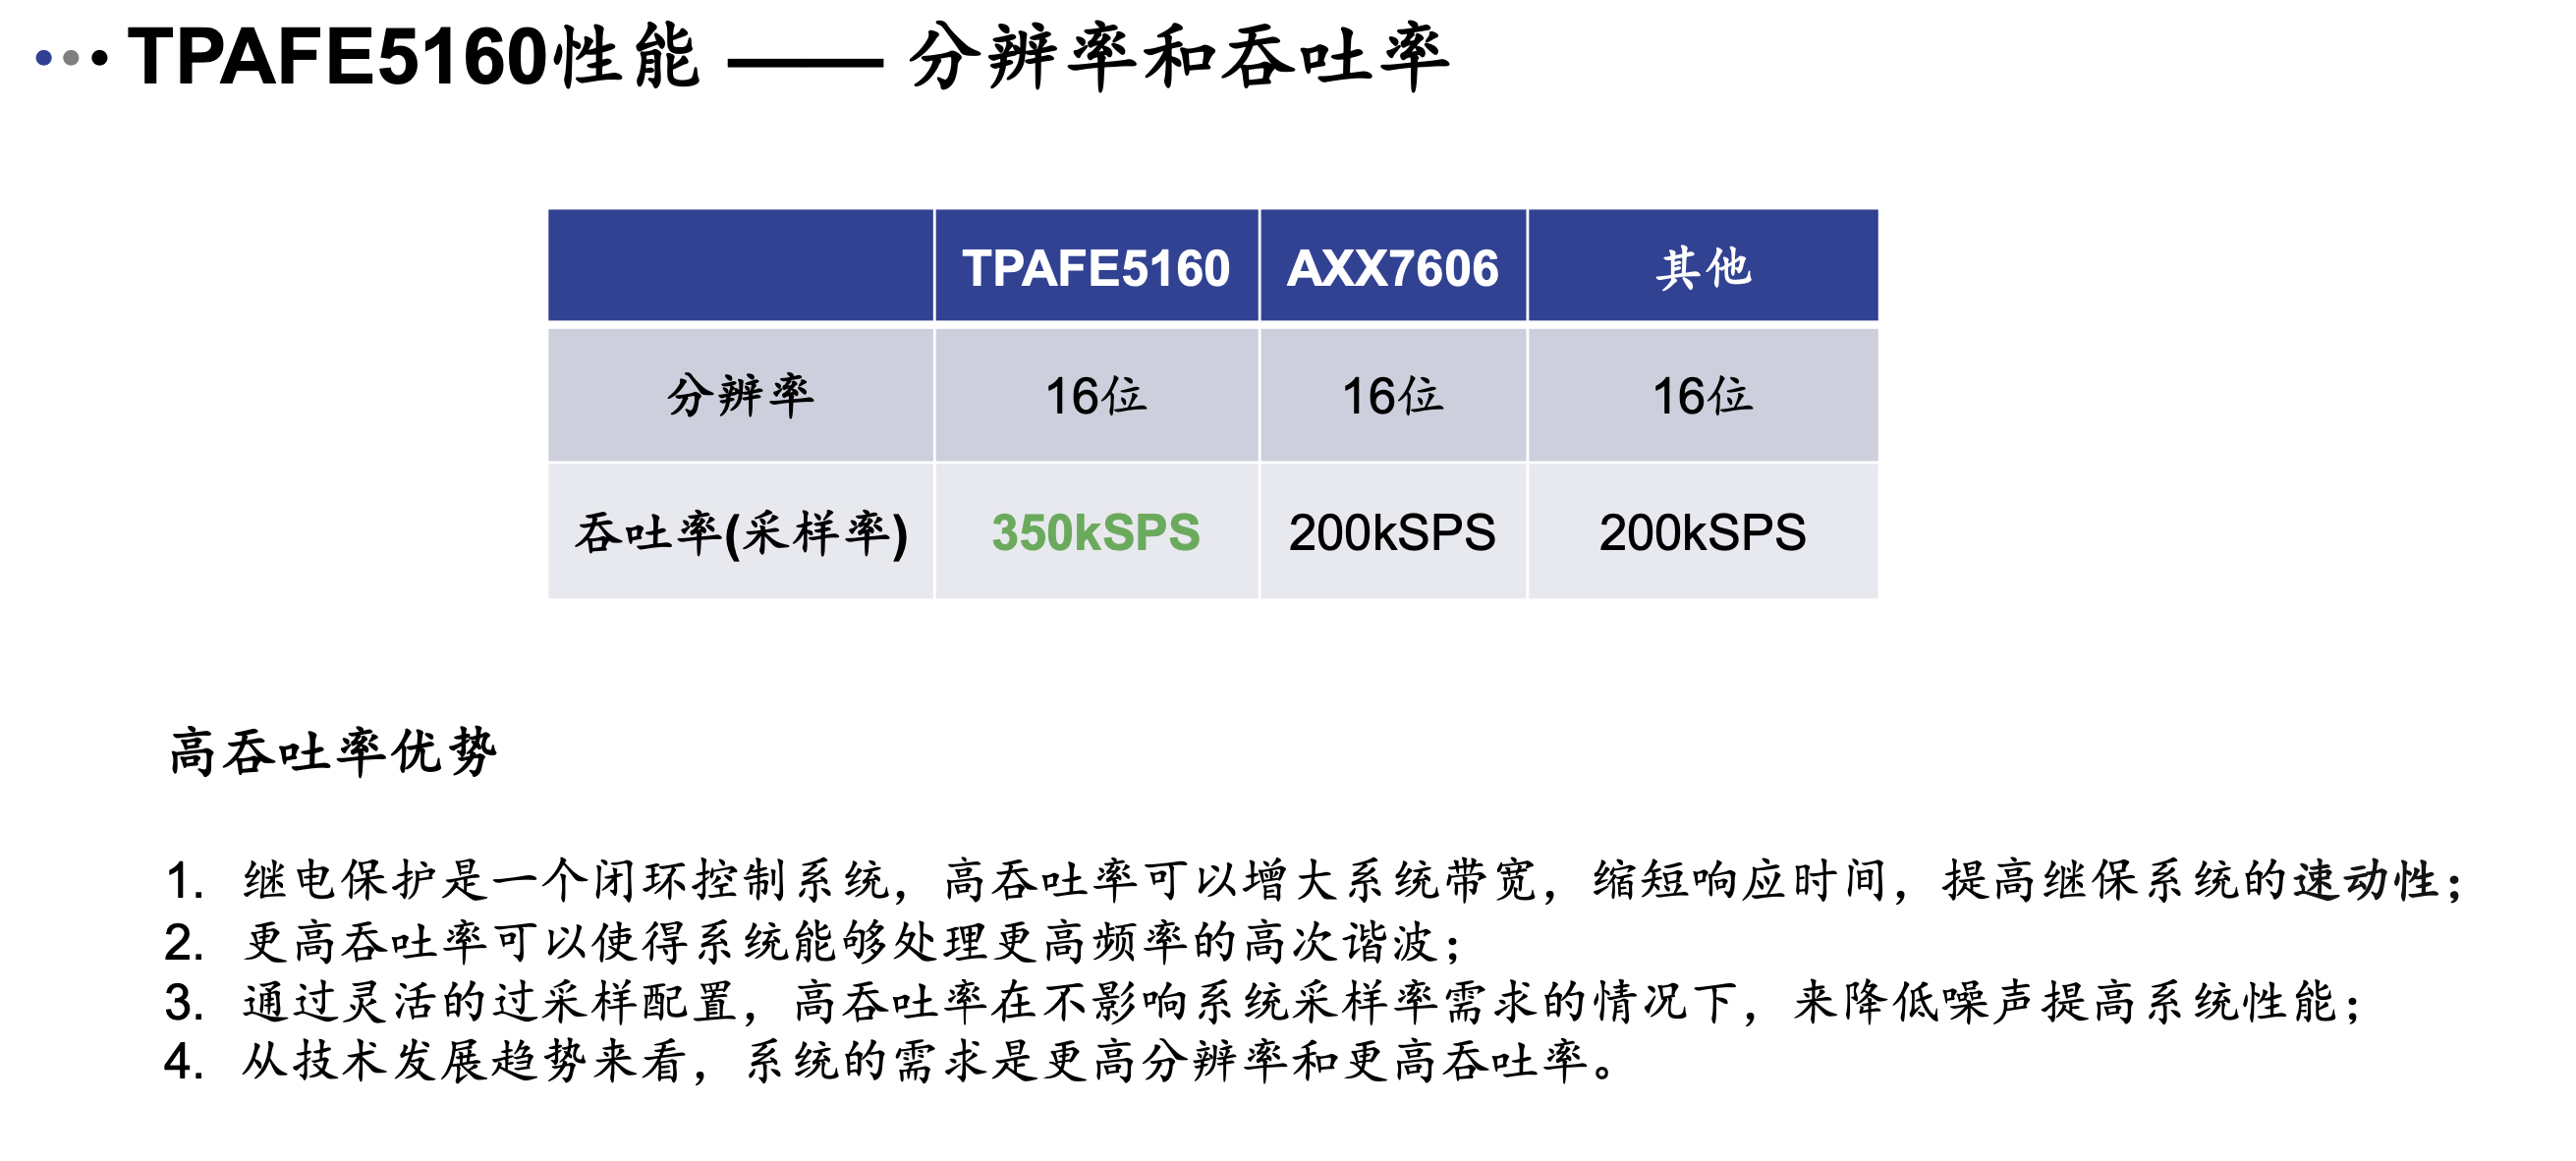 TPAFE5160性能 —— 分辨率和吞吐率
TPAFE5160 AXX7606 其他
分辨率 16位 16位 16位
吞吐率(采样率) 350kSPS 200kSPS 200kSPS
高吞吐率优势
1. 继电保护是一个闭环控制系统，高吞吐率可以增大系统带宽，缩短响应时间，提高继保系统的速动性；
2. 更高吞吐率可以使得系统能够处理更高频率的高次谐波；
3. 通过灵活的过采样配置，高吞吐率在不影响系统采样率需求的情况下，来降低噪声提高系统性能；
4. 从技术发展趋势来看，系统的需求是更高分辨率和更高吞吐率。